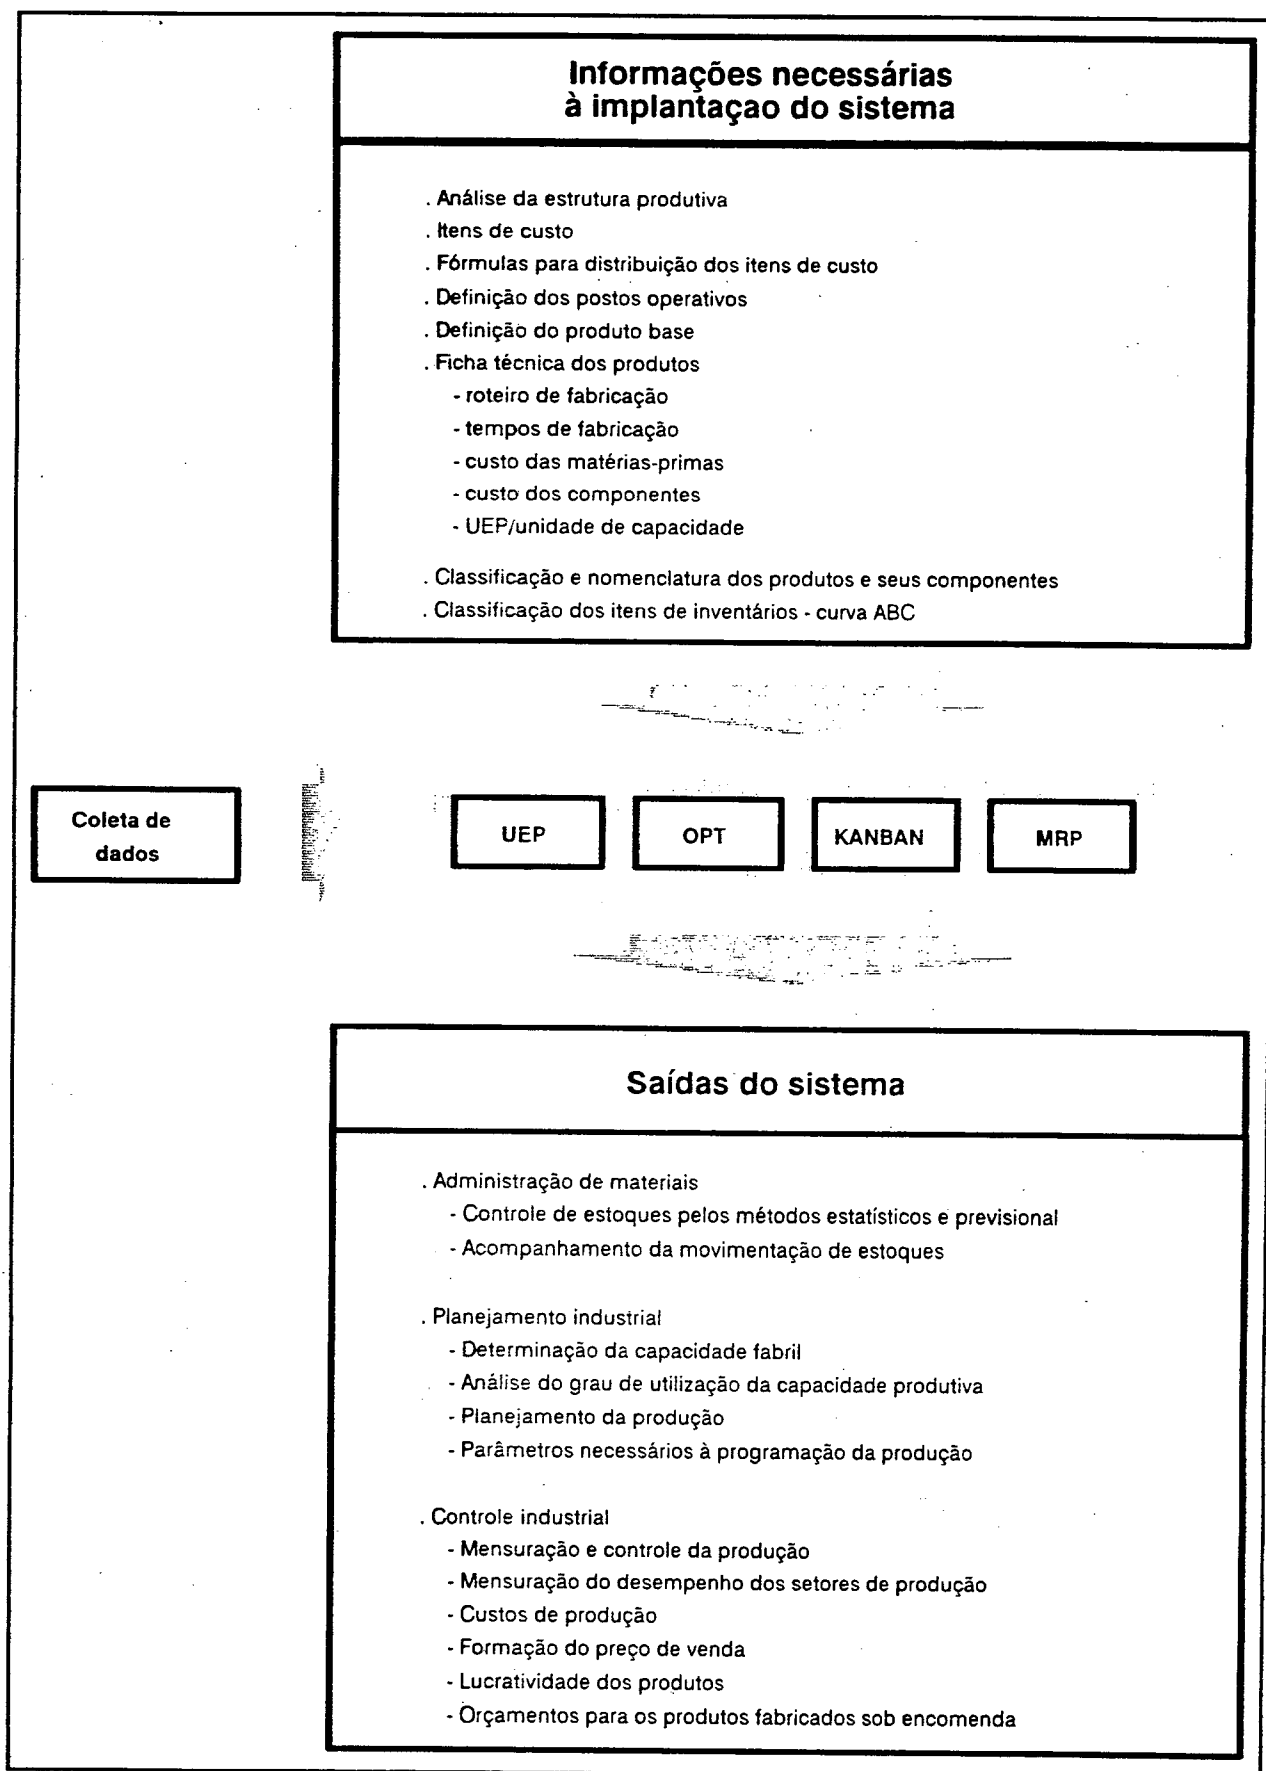 Informações necessárias
à implantaçao do sistema
. Análise da estrutura produtiva
. Itens de custo
. Fórmulas para distribuição dos itens de custo
. Definição dos postos operativos
. Definição do produto base
. Ficha técnica dos produtos
- roteiro de fabricação
- tempos de fabricação
- custo das matérias-primas
- custo dos componentes
- UEP/unidade de capacidade
. Classificação e nomenclatura dos produtos e seus componentes
. Classificação dos itens de inventários - curva ABC
Coleta de
dados
UEP
OPT
KANBAN
MRP
Saídas do sistema
. Administração de materiais
- Controle de estoques pelos métodos estatísticos e previsional
- Acompanhamento da movimentação de estoques
. Planejamento industrial
- Determinação da capacidade fabril
- Análise do grau de utilização da capacidade produtiva
- Planejamento da produção
- Parâmetros necessários à programação da produção
. Controle industrial
- Mensuração e controle da produção
- Mensuração do desempenho dos setores de produção
- Custos de produção
- Formação do preço de venda
- Lucratividade dos produtos
- Orçamentos para os produtos fabricados sob encomenda